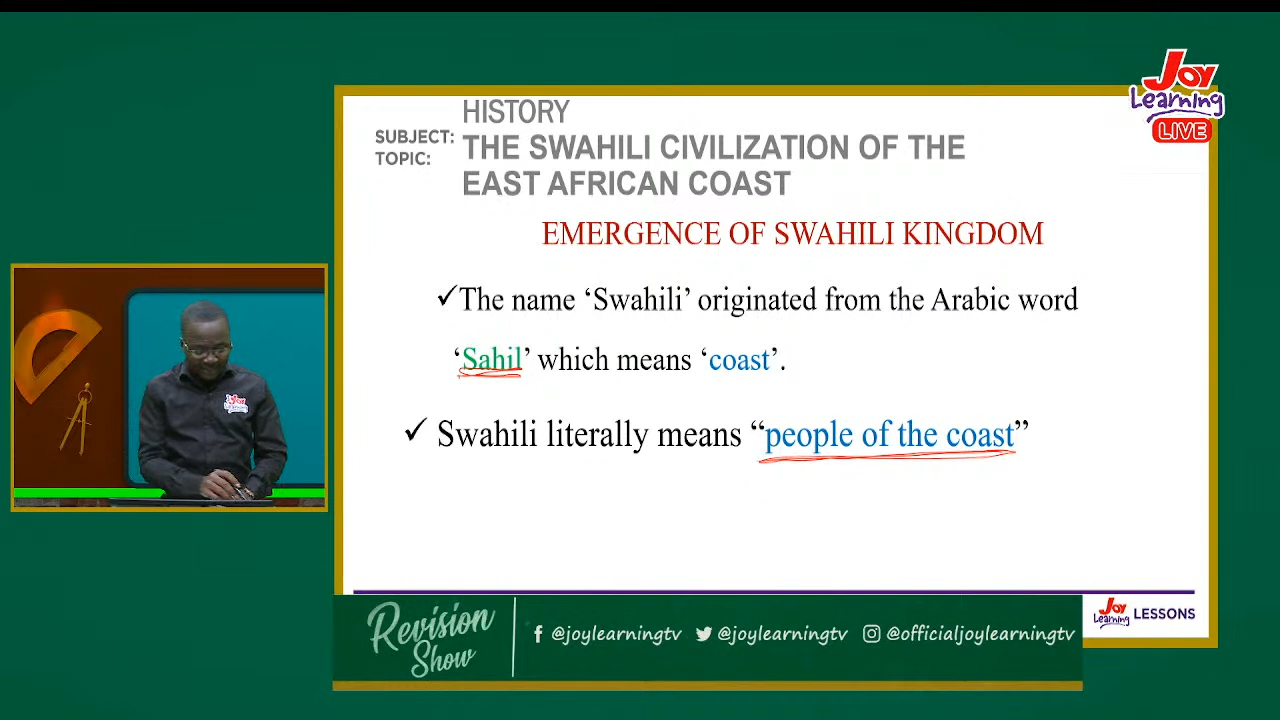 Joy
Learning
LIVE
HISTORY
SUBJECT:
TOPIC:
THE SWAHILI CIVILIZATION OF THE
EAST AFRICAN COAST
EMERGENCE OF SWAHILI KINGDOM
✓The name ‘Swahili’ originated from the Arabic word
‘Sahil’ which means ‘coast’.
✓ Swahili literally means “people of the coast”
Joy
Learning
Revision
Show
@joylearningtv @joylearningtv @officialjoylearningtv
Joy
Learning
LESSONS